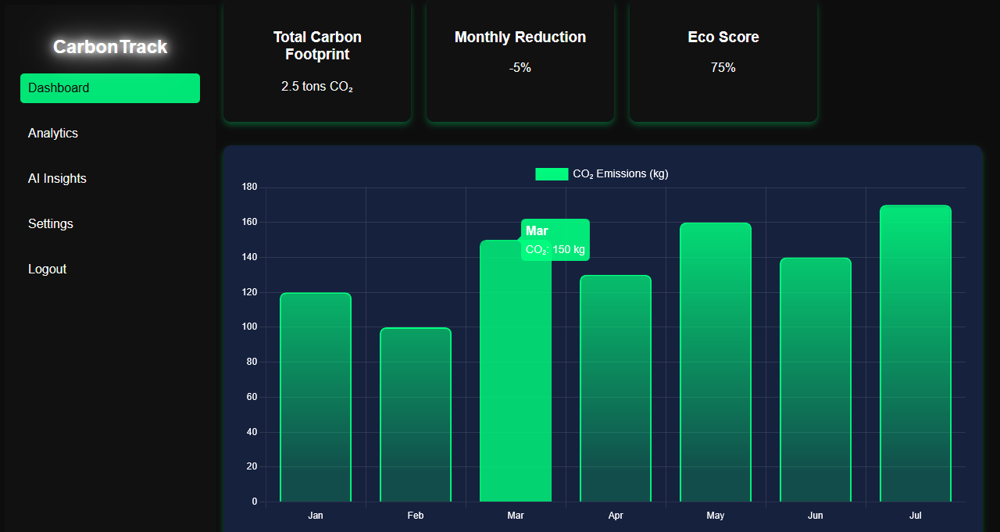 CarbonTrack
Dashboard
Analytics
AI Insights
Settings
Logout
Total Carbon
Footprint
2.5 tons CO₂
Monthly Reduction
-5%
Eco Score
75%
CO₂ Emissions (kg)
180
160
140
120
100
80
60
40
20
0
Mar
CO₂: 150 kg
Jan
Feb
Mar
Apr
May
Jun
Jul